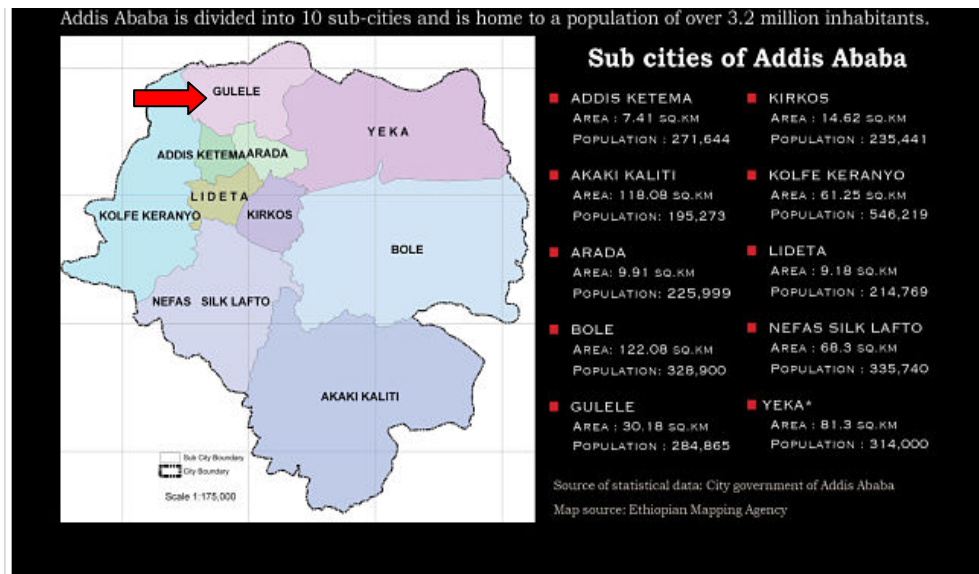 Addis Ababa is divided into 10 sub-cities and is home to a population of over 3.2 million inhabitants.
GULELE
YEKA
ADDIS KETEMA
ARADA
LIDETA
KOLFE KERANYO
KIRKOS
BOLE
NEFAS SILK LAFTO
AKAKI KALITI
Sub City Boundary
City Boundary
Scale 1:175,000
Sub cities of Addis Ababa
ADDIS KETEMA
AREA : 7.41 SQ.KM
POPULATION : 271,644
AKAKI KALITI
AREA: 118.08 SQ.KM
POPULATION: 195,273
ARADA
AREA: 9.91 SQ.KM
POPULATION: 225,999
BOLE
AREA: 122.08 SQ.KM
POPULATION: 328,900
GULELE
AREA : 30.18 SQ.KM
POPULATION : 284,865
KIRKOS
AREA : 14.62 SQ.KM
POPULATION : 235,441
KOLFE KERANYO
AREA : 61.25 SQ.KM
POPULATION : 546,219
LIDETA
AREA : 9.18 SQ.KM
POPULATION : 214,769
NEFAS SILK LAFTO
AREA : 68.3 SQ.KM
POPULATION : 335,740
YEKA*
AREA : 81.3 SQ.KM
POPULATION : 314,000
Source of statistical data: City government of Addis Ababa
Map source: Ethiopian Mapping Agency